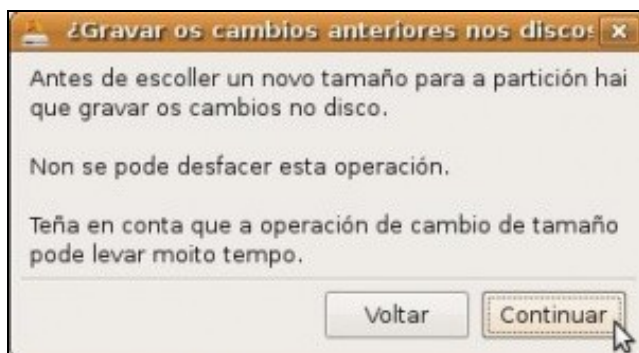 ¿Gravar os cambios anteriores nos discos
Antes de escoller un novo tamaño para a partición hai
que gravar os cambios no disco.
Non se pode desfacer esta operación.
Teña en conta que a operación de cambio de tamaño
pode levar moito tempo.
Voltar
Continuar